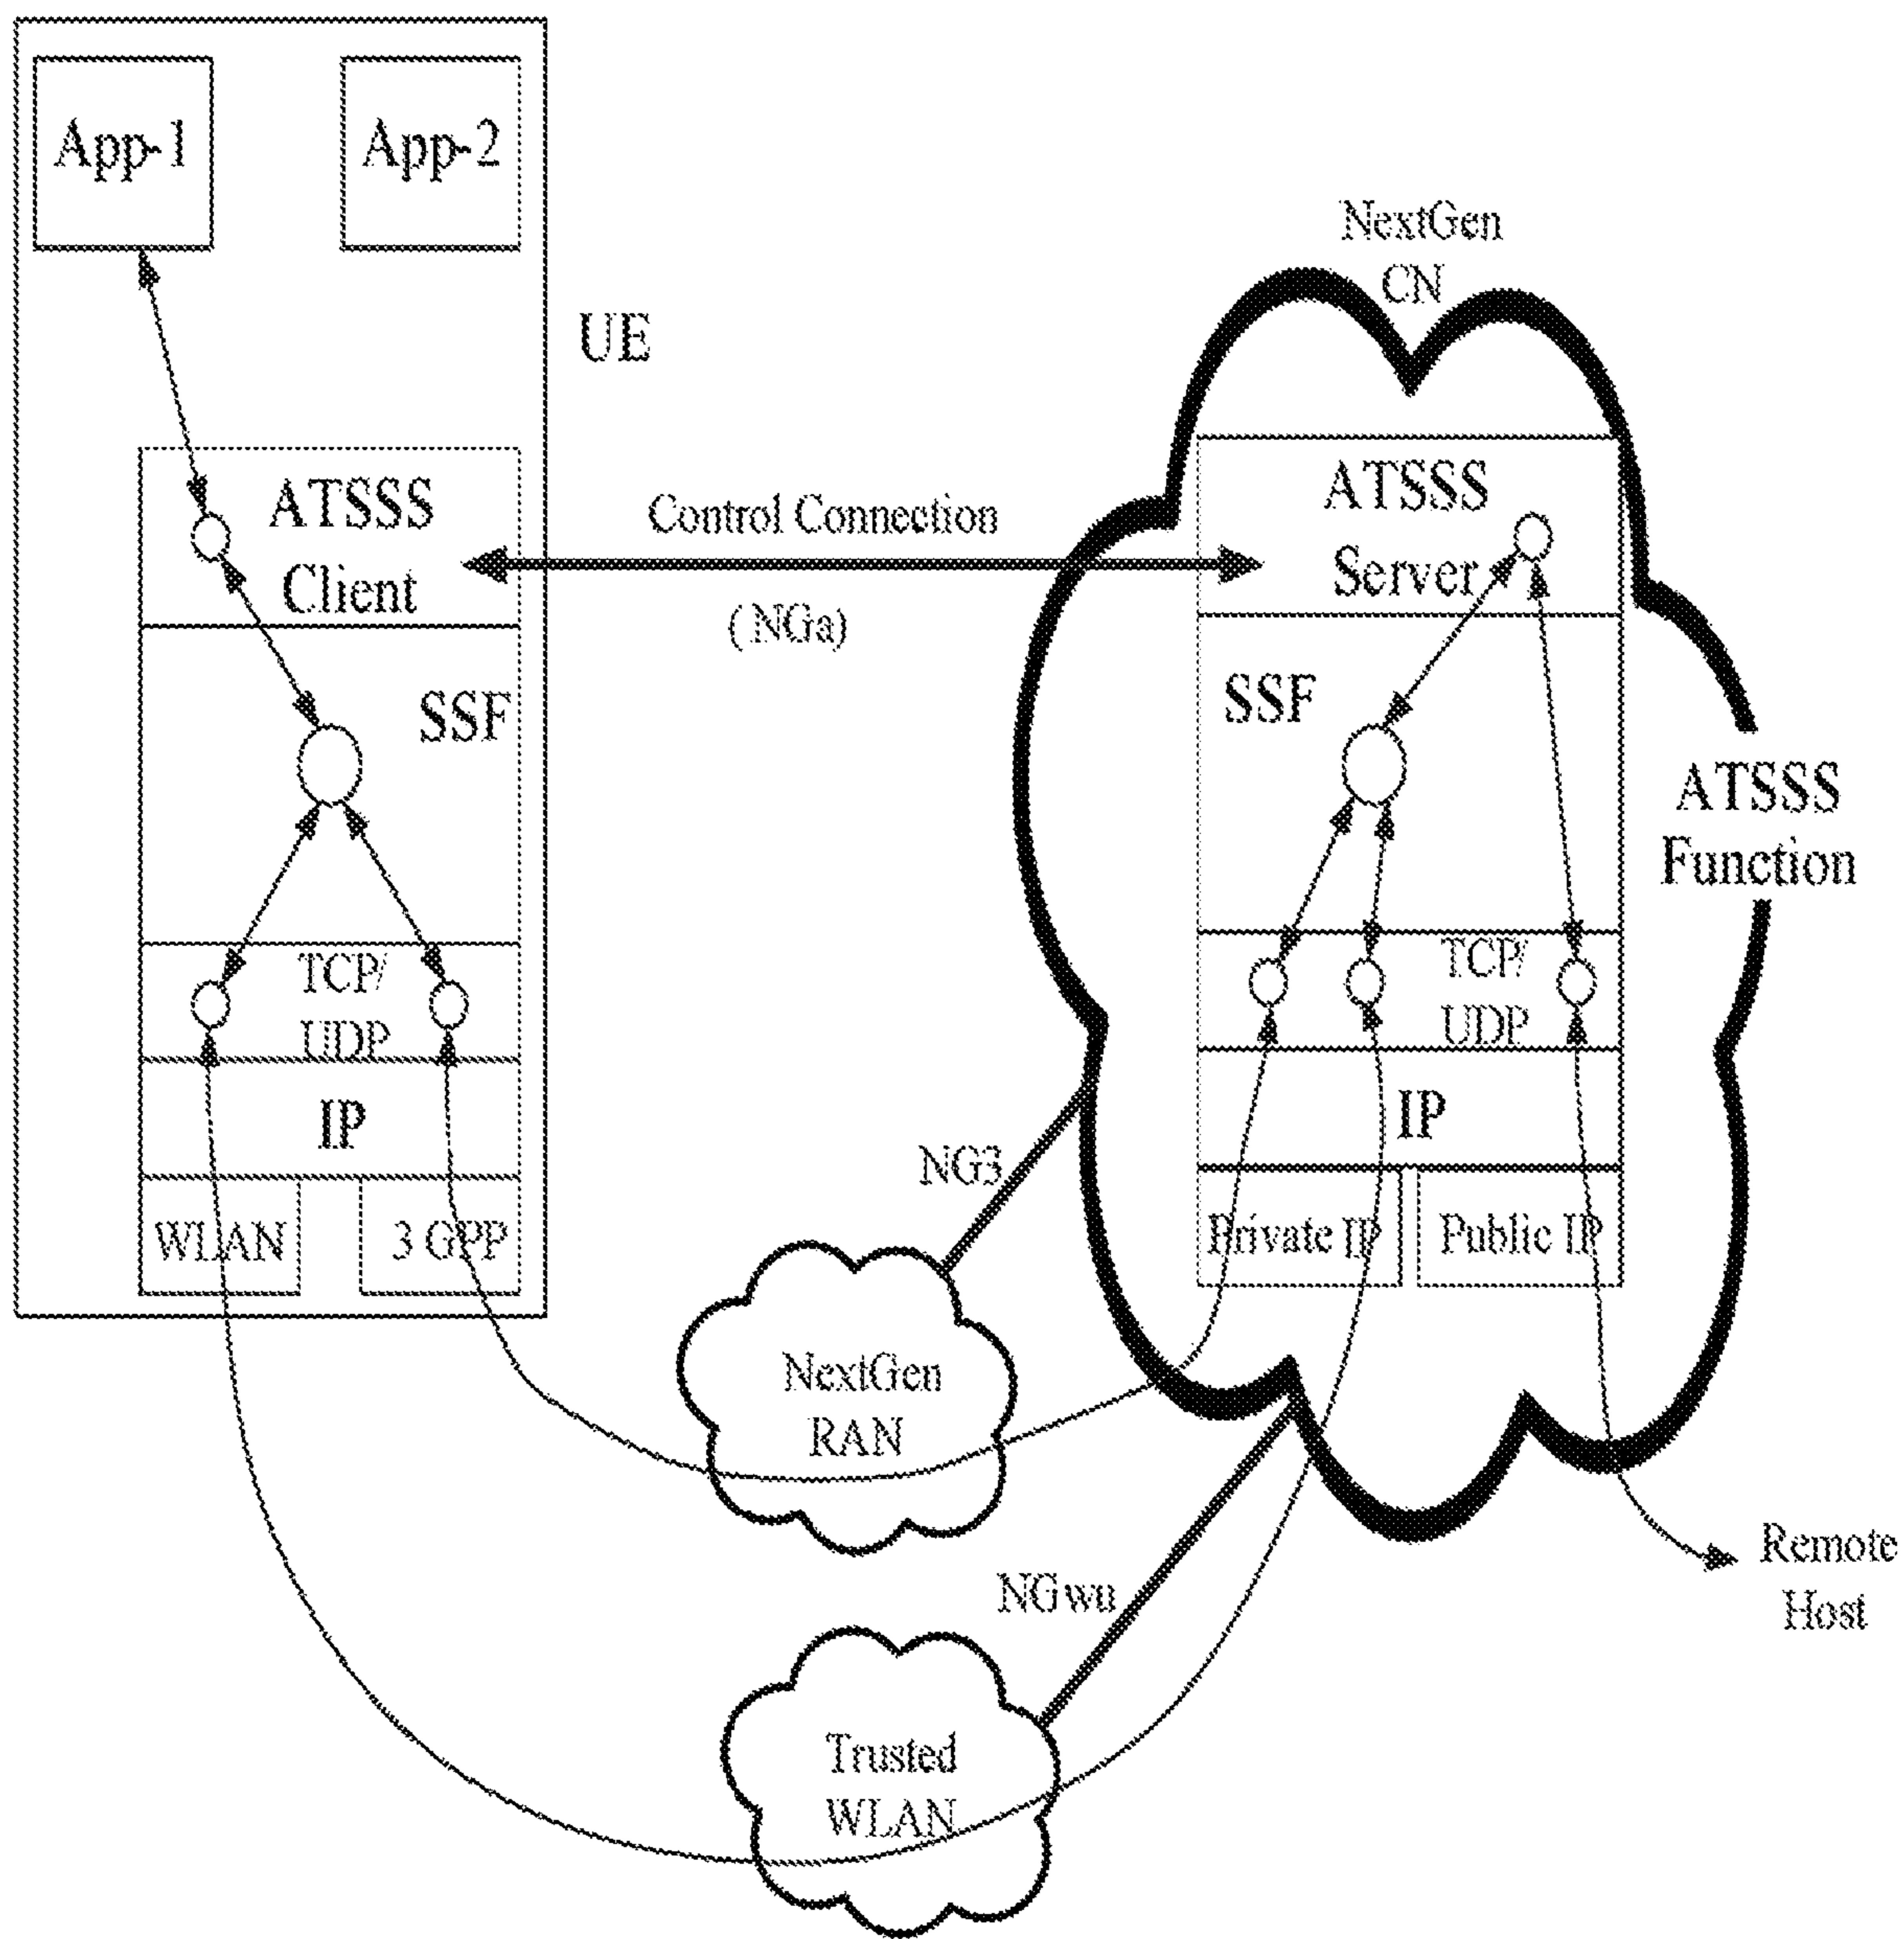 App-1
App-2
NextGen
CN
UE
ATSSS
Client
Control Connection
( NGa)
ATSSS
Server
SSF
SSF
ATSSS
Function
TCP/
UDP
TCP/
UDP
IP
IP
NG3
WLAN
3 GPP
Private IP
Public IP
NextGen
RAN
Remote
Host
NGwu
Trusted
WLAN